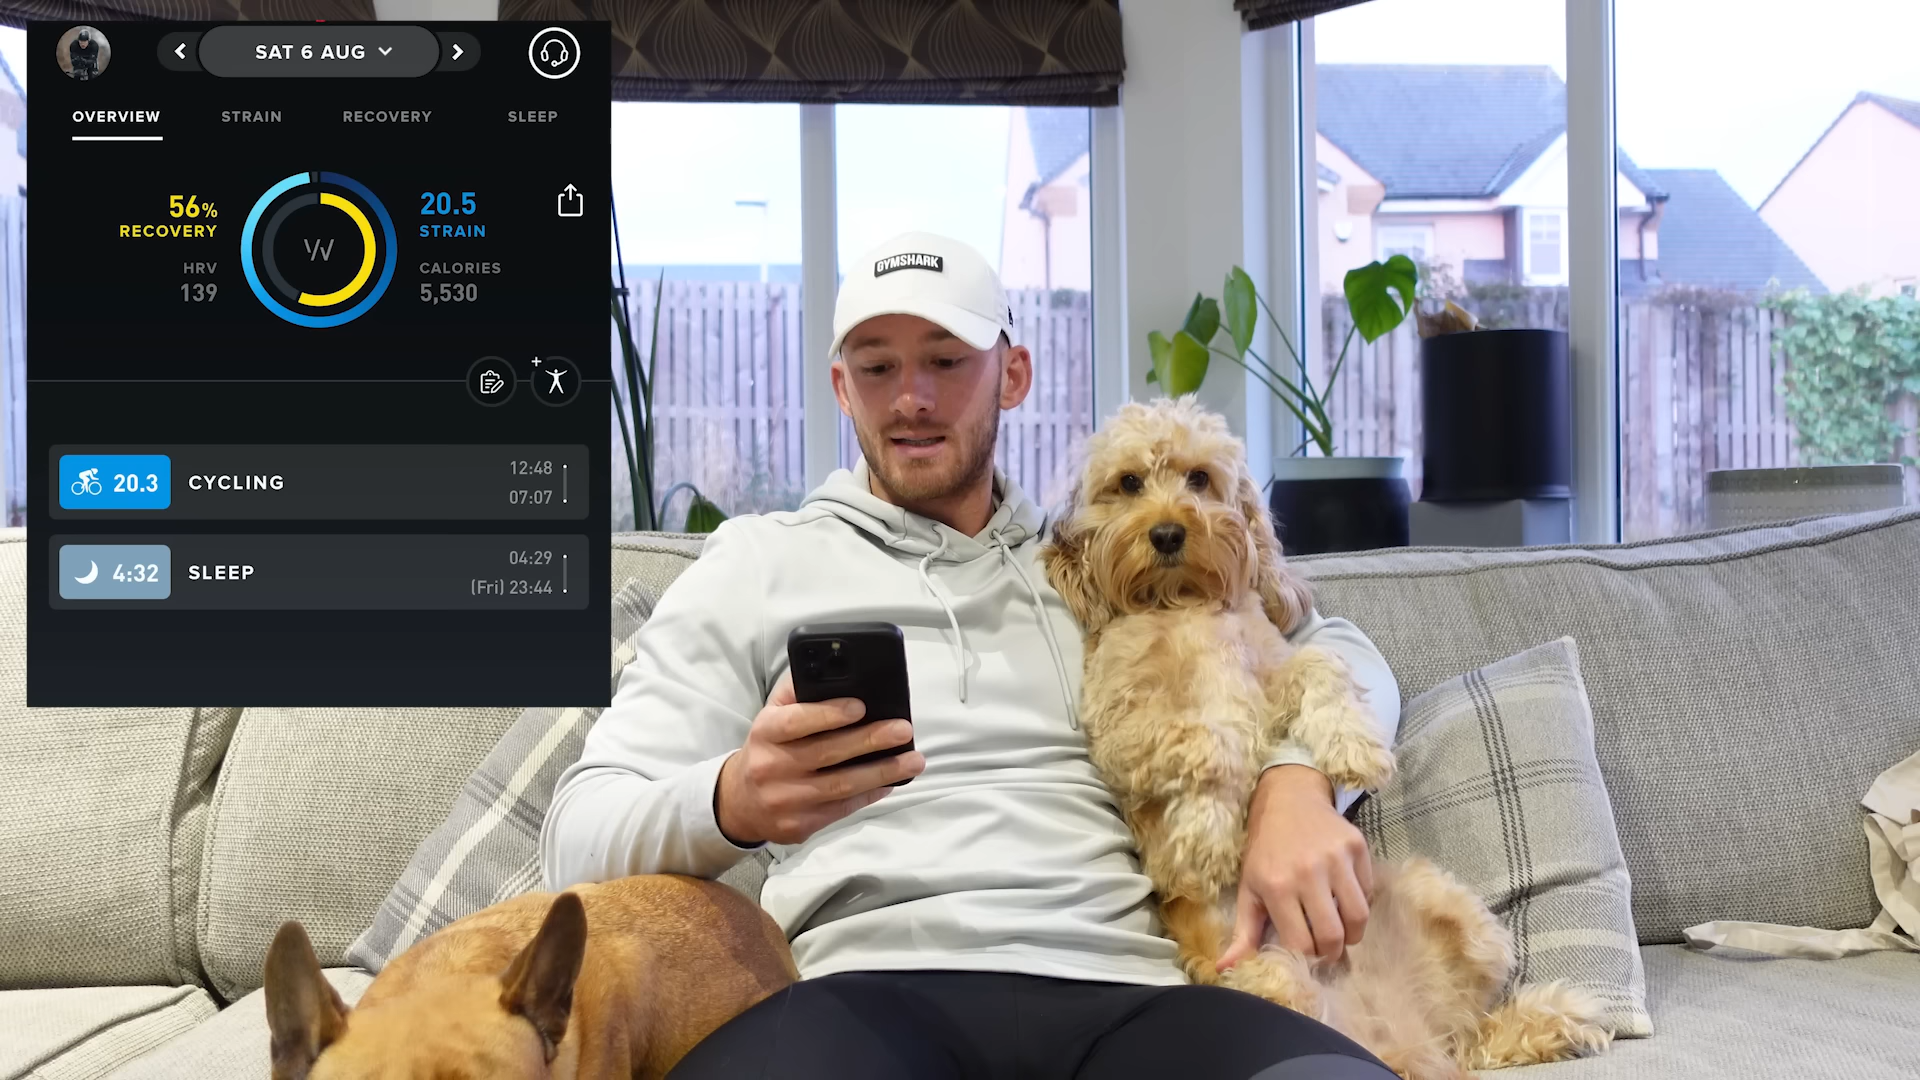 SAT 6 AUG
OVERVIEW STRAIN RECOVERY SLEEP
56% RECOVERY
20.5 STRAIN
HRV 139
CALORIES 5,530
20.3 CYCLING 12:48 07:07
4:32 SLEEP 04:29 (Fri) 23:44
GYMSHARK